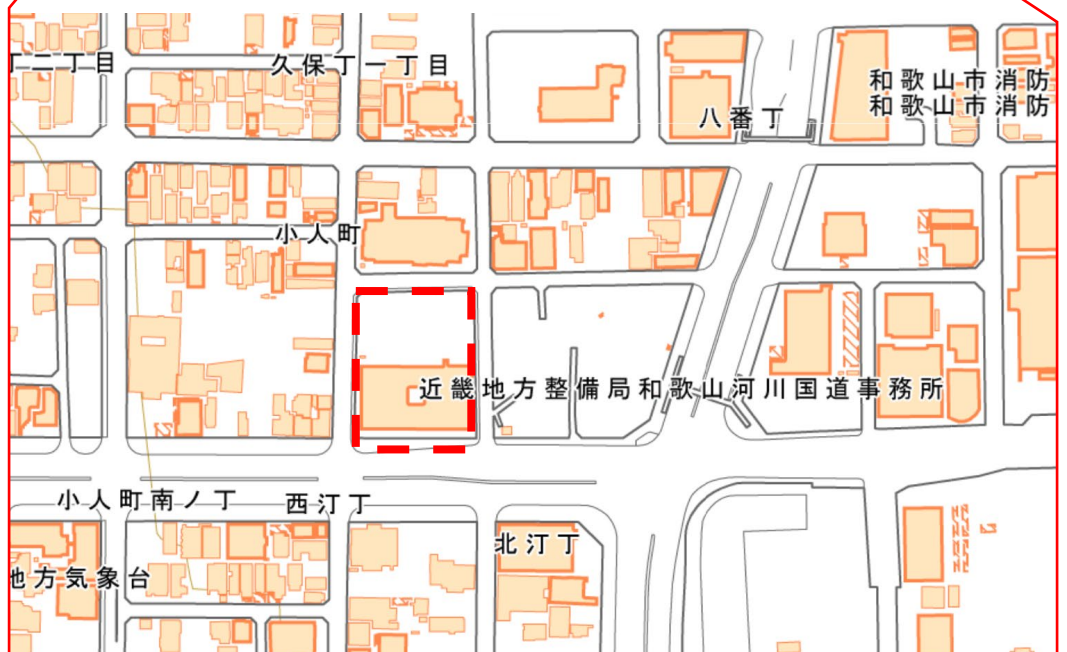 丁二丁目
久保丁一丁目
和歌山市消防
和歌山市消防
八番丁
小人町
近畿地方整備局和歌山河川国道事務所
小人町南ノ丁
西汀丁
北汀丁
地方気象台